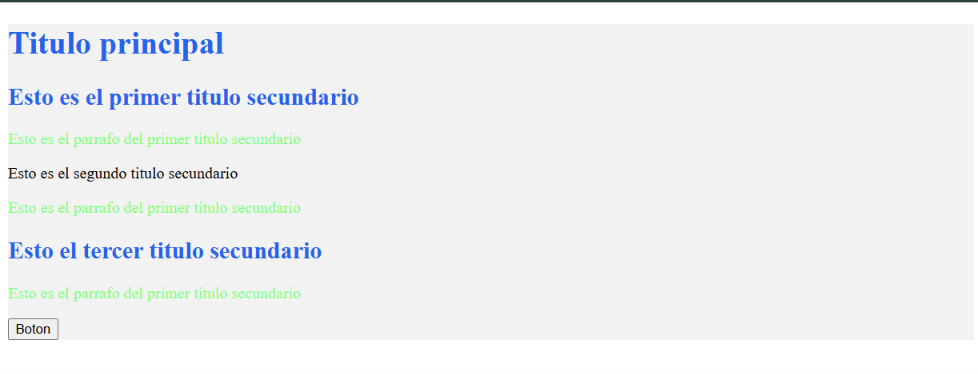 Titulo principal
Esto es el primer titulo secundario
Esto es el parrafo del primer titulo secundario
Esto es el segundo titulo secundario
Esto es el parrafo del primer titulo secundario
Esto el tercer titulo secundario
Esto es el parrafo del primer titulo secundario
Boton